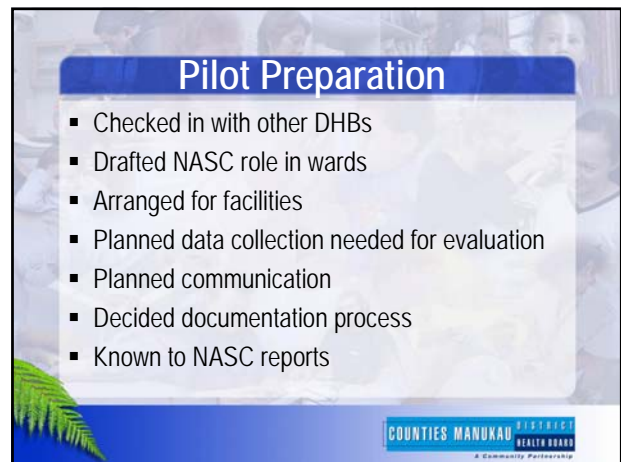 Pilot Preparation
▪ Checked in with other DHBs
▪ Drafted NASC role in wards
▪ Arranged for facilities
▪ Planned data collection needed for evaluation
▪ Planned communication
▪ Decided documentation process
▪ Known to NASC reports
COUNTIES MANUKAU DISTRICT HEALTH BOARD
A Community Partnership